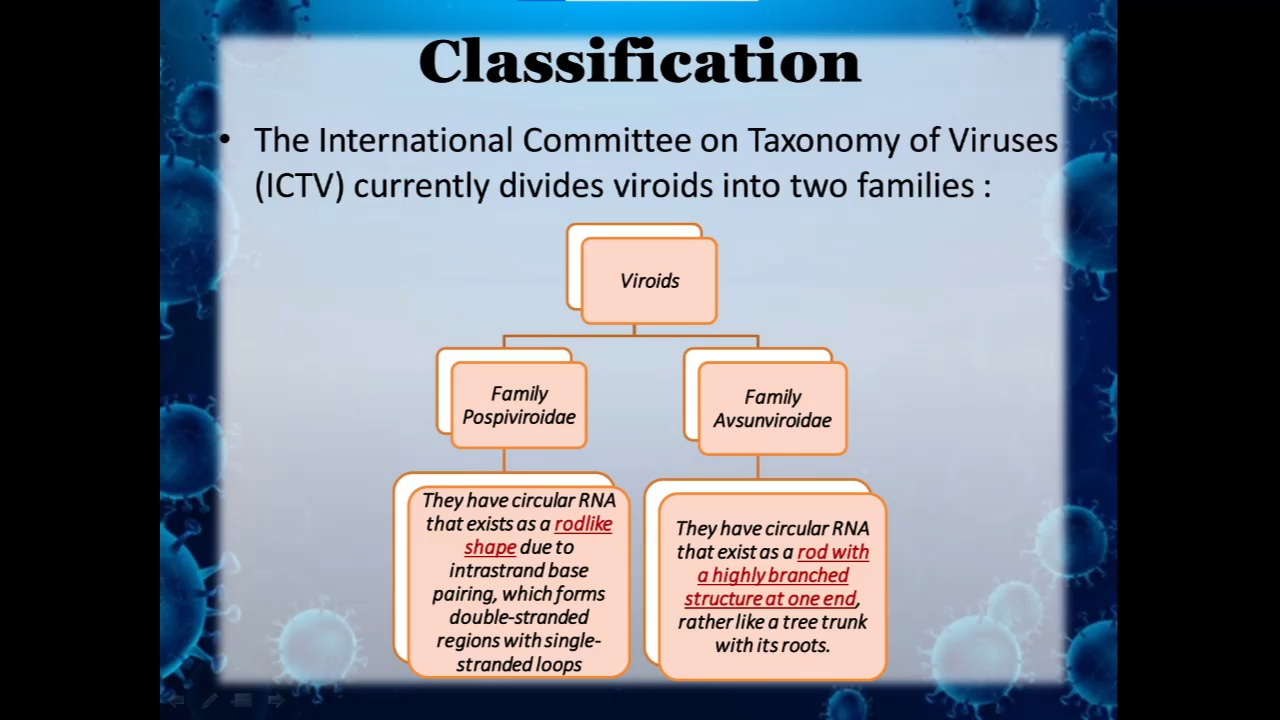 Classification
• The International Committee on Taxonomy of Viruses
(ICTV) currently divides viroids into two families :
Viroids
Family
Pospiviroidae
Family
Avsunviroidae
They have circular RNA
that exists as a rodlike
shape due to
intrastrand base
pairing, which forms
double-stranded
regions with single-
stranded loops
They have circular RNA
that exist as a rod with
a highly branched
structure at one end,
rather like a tree trunk
with its roots.